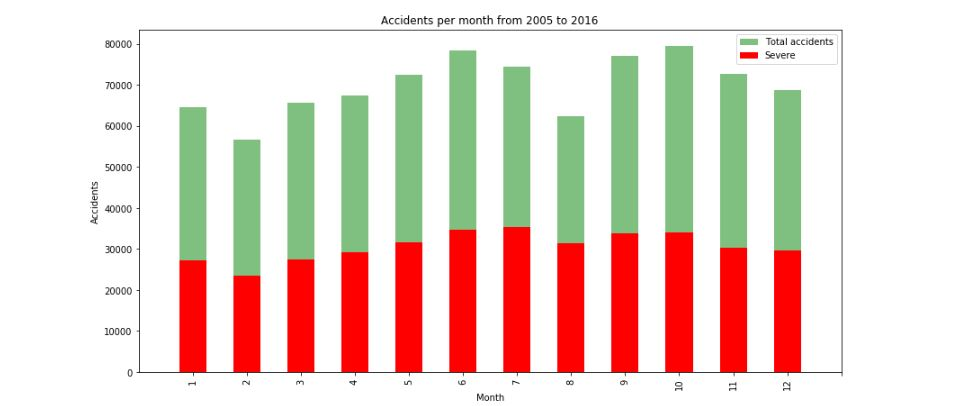 Accidents per month from 2005 to 2016
Total accidents
Severe
80000
70000
60000
50000
40000
30000
20000
10000
0
Accidents
1 2 3 4 5 6 7 8 9 10 11 12
Month